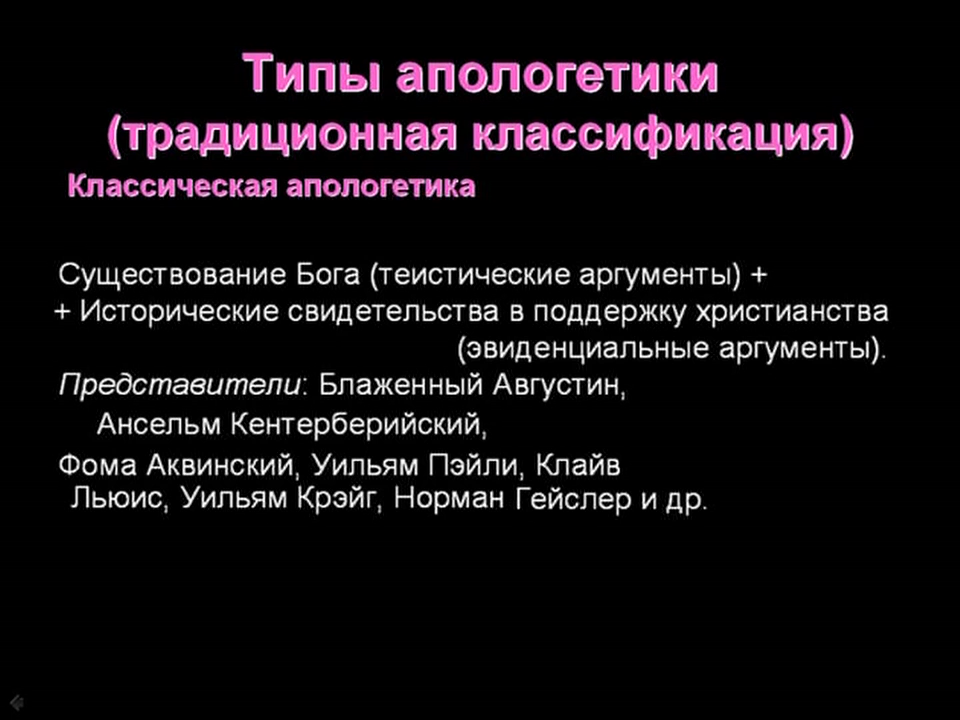 Типы апологетики
(традиционная классификация)
Классическая апологетика
Существование Бога (теистические аргументы) +
+ Исторические свидетельства в поддержку христианства
(эвиденциальные аргументы).
Представители: Блаженный Августин,
Ансельм Кентерберийский,
Фома Аквинский, Уильям Пэйли, Клайв
Льюис, Уильям Крэйг, Норман Гейслер и др.